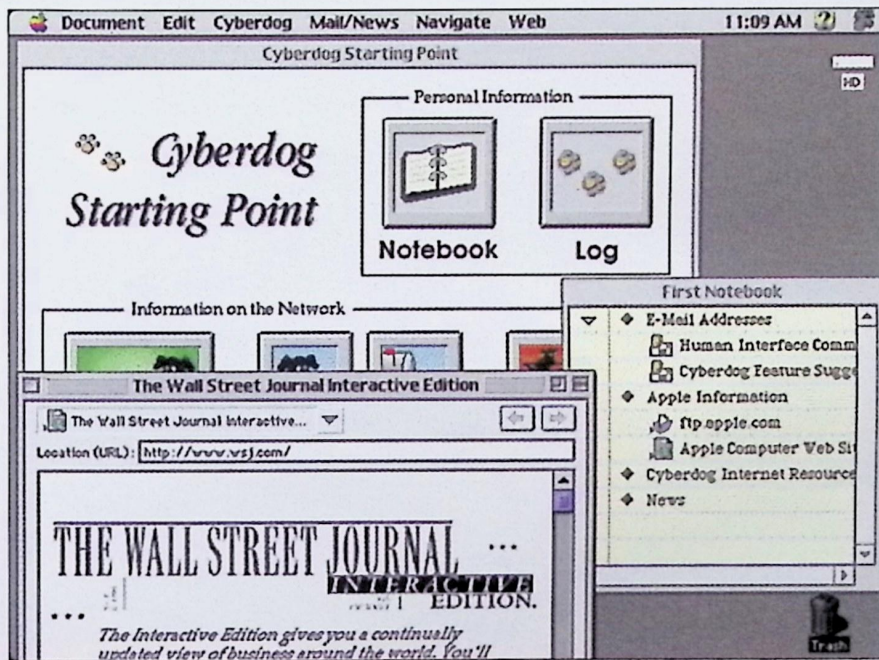 Document Edit Cyberdog Mail/News Navigate Web 11:09 AM
Cyberdog Starting Point
HD
Personal Information
Cyberdog
Starting Point
Notebook Log
Information on the Network
First Notebook
E-Mail Addresses
Human Interface Comm
Cyberdog Feature Sugge
Apple Information
ftp.apple.com
Apple Computer Web Si
Cyberdog Internet Resource
News
The Wall Street Journal Interactive Edition
The Wall Street Journal Interactive...
Location (URL): http://www.wsj.com/
THE WALL STREET JOURNAL ...
INTERACTIVE
... EDITION.
The Interactive Edition gives you a continually
updated view of business around the world. You'll
Trash